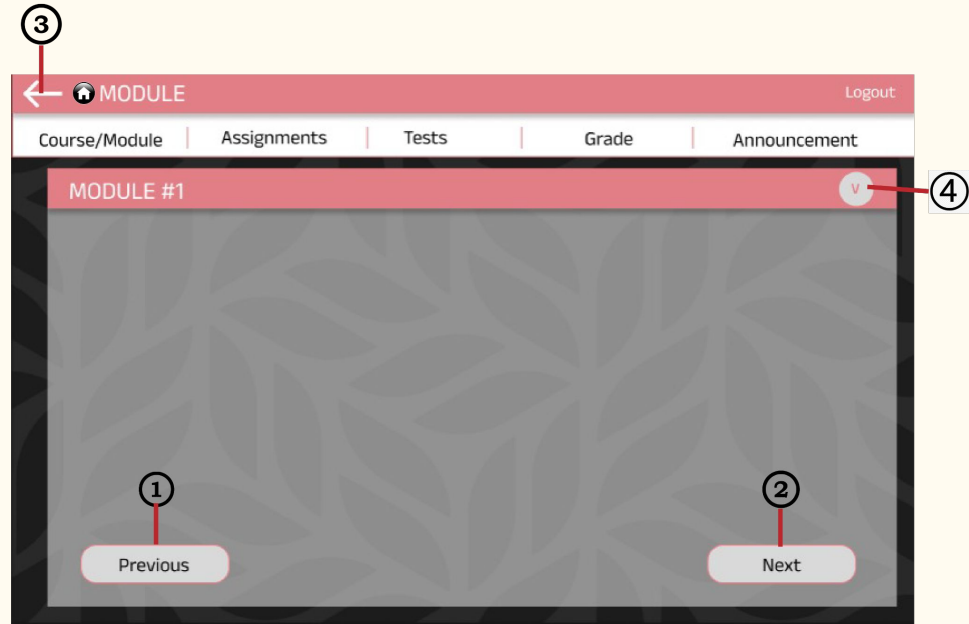 ③
MODULE
Logout
Course/Module Assignments Tests Grade Announcement
MODULE #1
V
④
①
②
Previous
Next